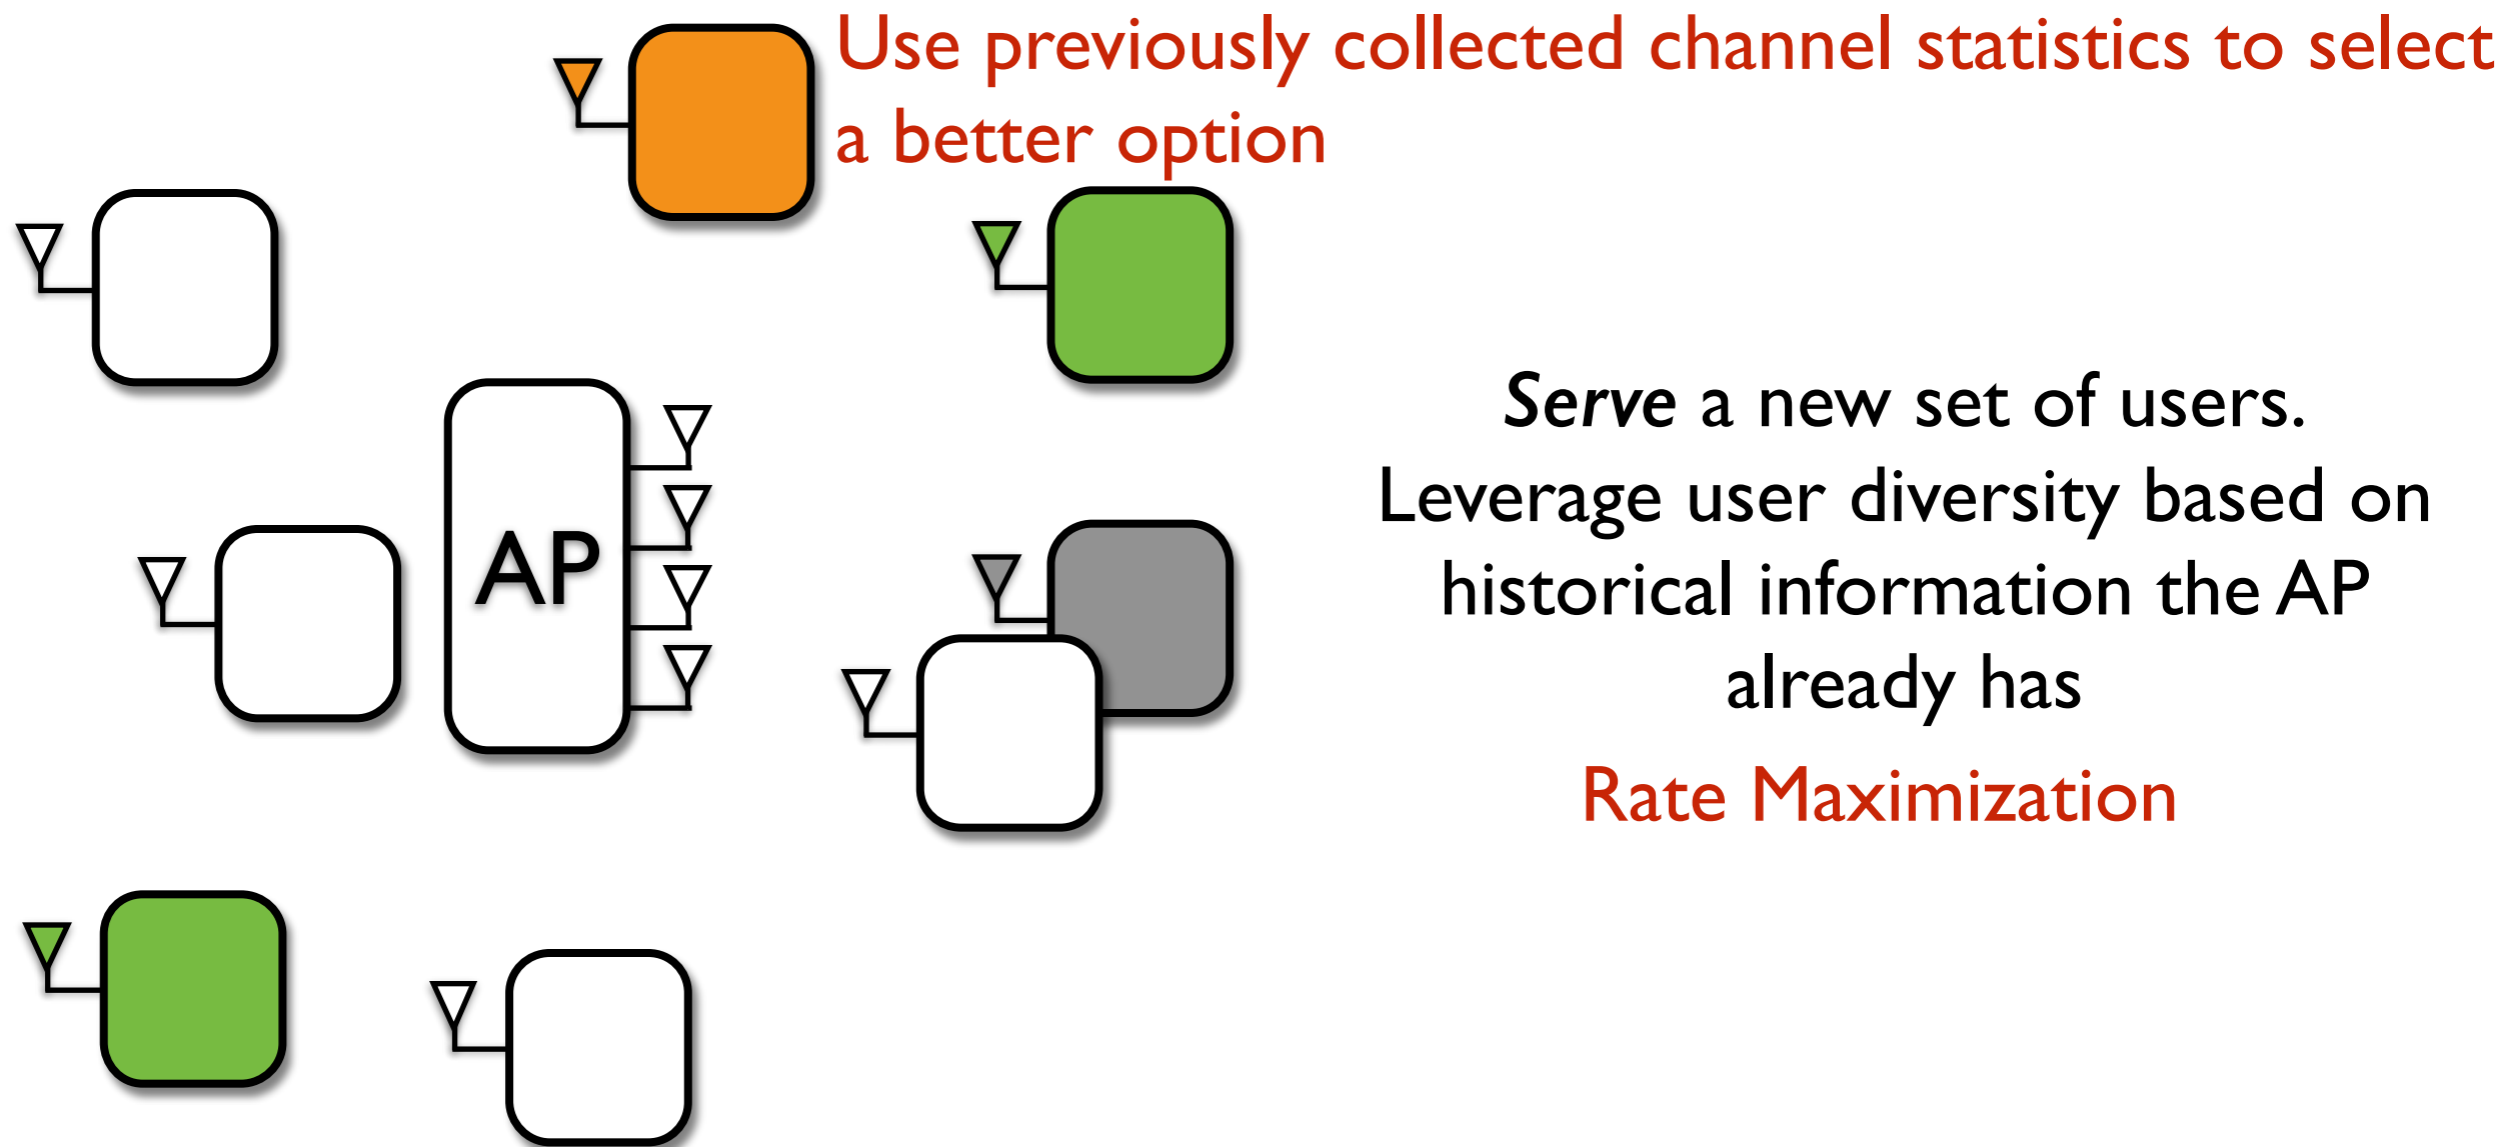 Use previously collected channel statistics to select
a better option
AP
Serve a new set of users.
Leverage user diversity based on
historical information the AP
already has
Rate Maximization